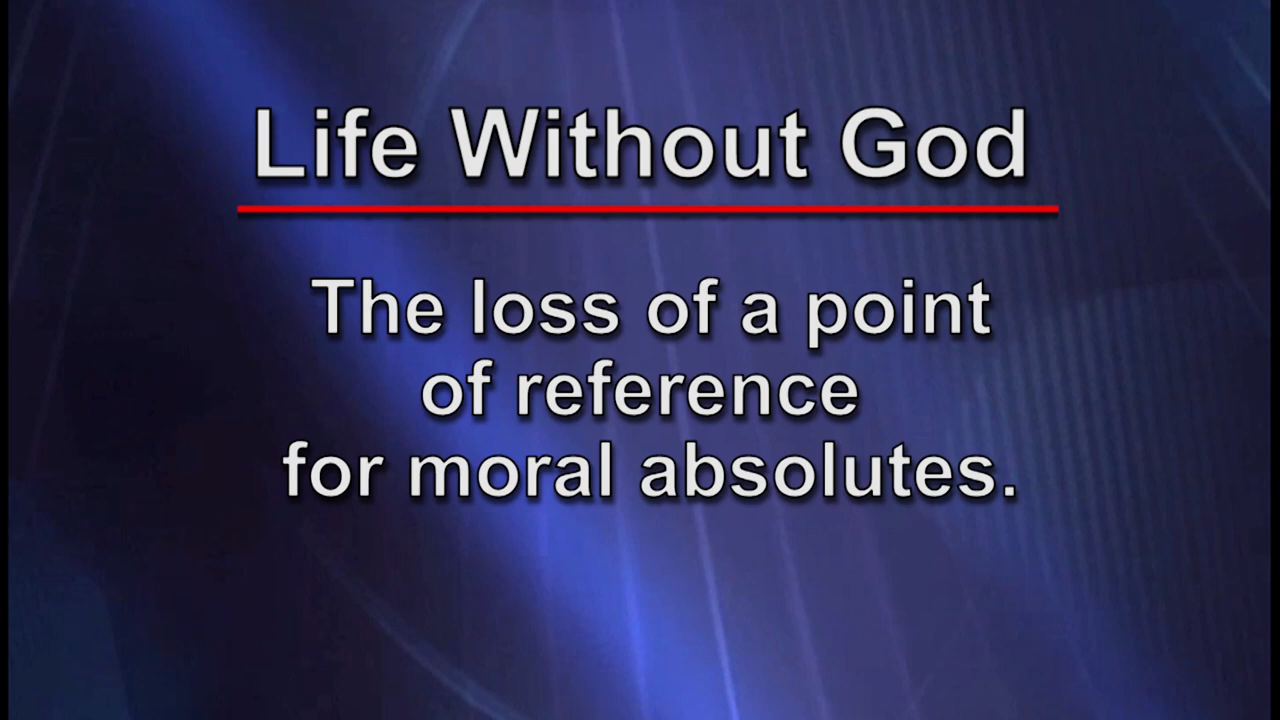 Life Without God
The loss of a point
of reference
for moral absolutes.